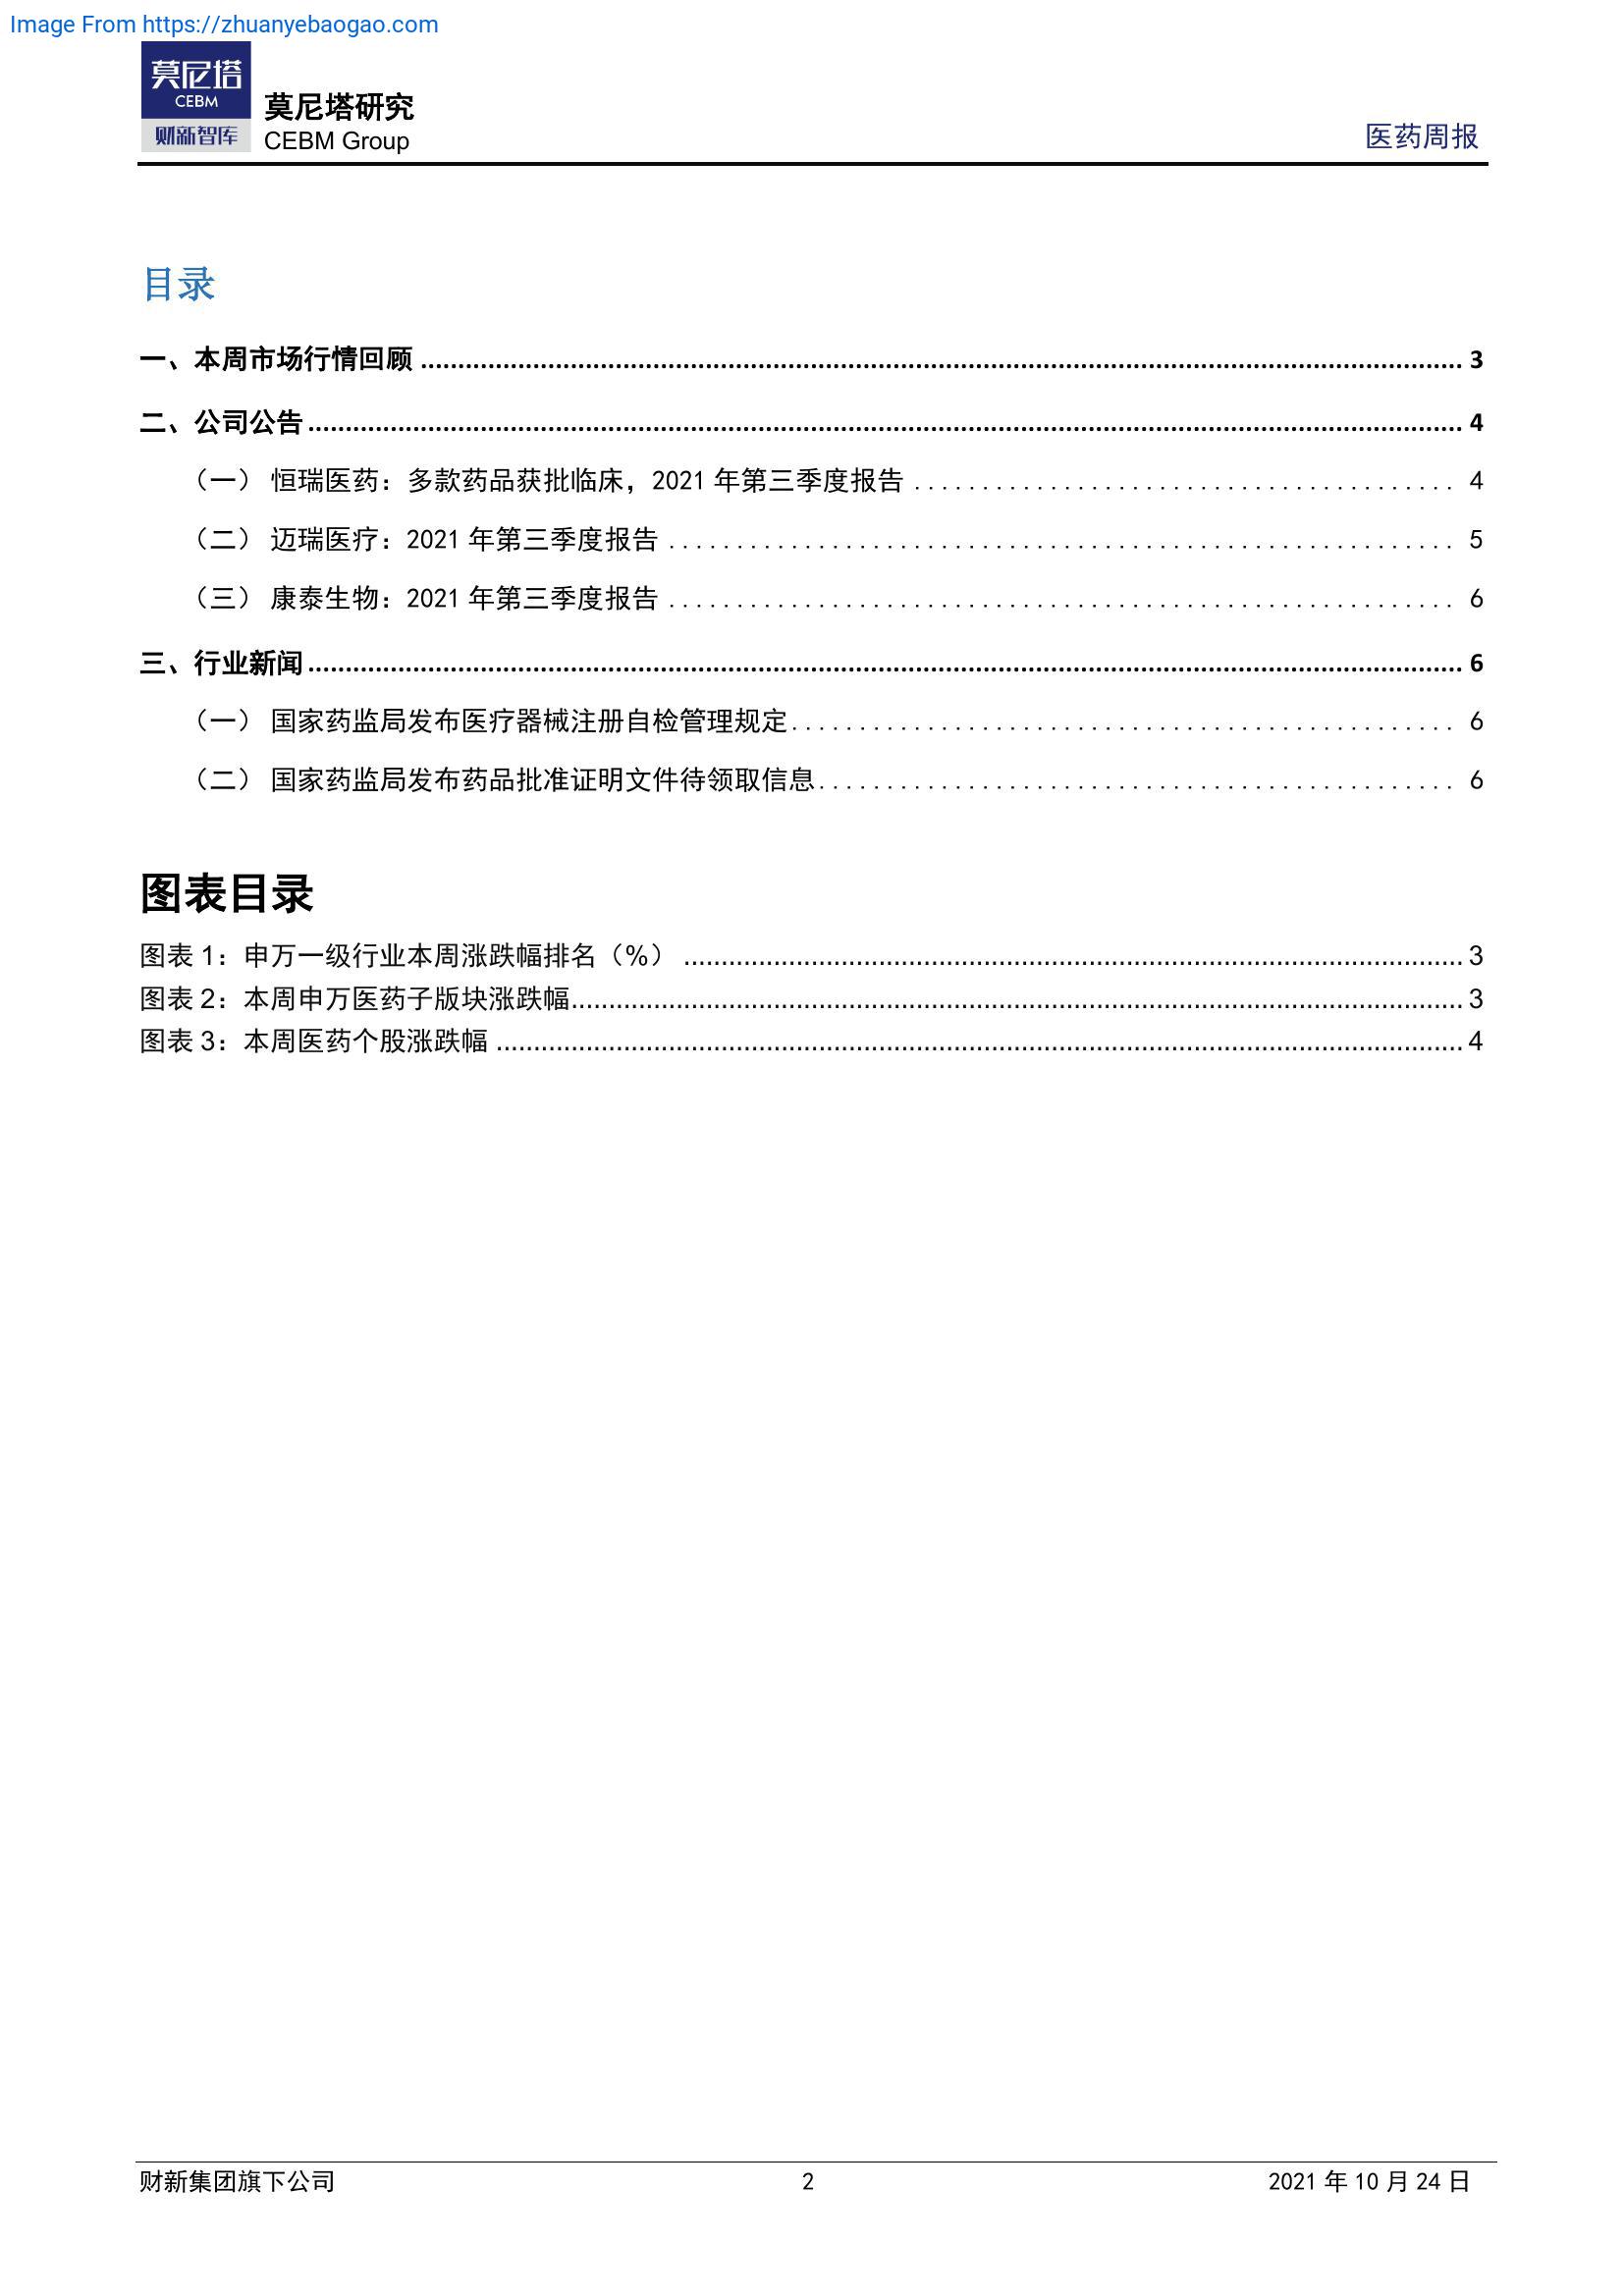 Image From https://zhuanyebaogao.com
莫尼塔
CEBM
财新智库
莫尼塔研究
CEBM Group
医药周报
目录
一、本周市场行情回顾 ........ 3
二、公司公告 ........ 4
（一） 恒瑞医药：多款药品获批临床，2021 年第三季度报告 ........ 4
（二） 迈瑞医疗：2021 年第三季度报告 ........ 5
（三） 康泰生物：2021 年第三季度报告 ........ 6
三、行业新闻 ........ 6
（一） 国家药监局发布医疗器械注册自检管理规定 ........ 6
（二） 国家药监局发布药品批准证明文件待领取信息 ........ 6
图表目录
图表 1：申万一级行业本周涨跌幅排名（%） ........ 3
图表 2：本周申万医药子版块涨跌幅 ........ 3
图表 3：本周医药个股涨跌幅 ........ 4
财新集团旗下公司 2 2021 年 10 月 24 日